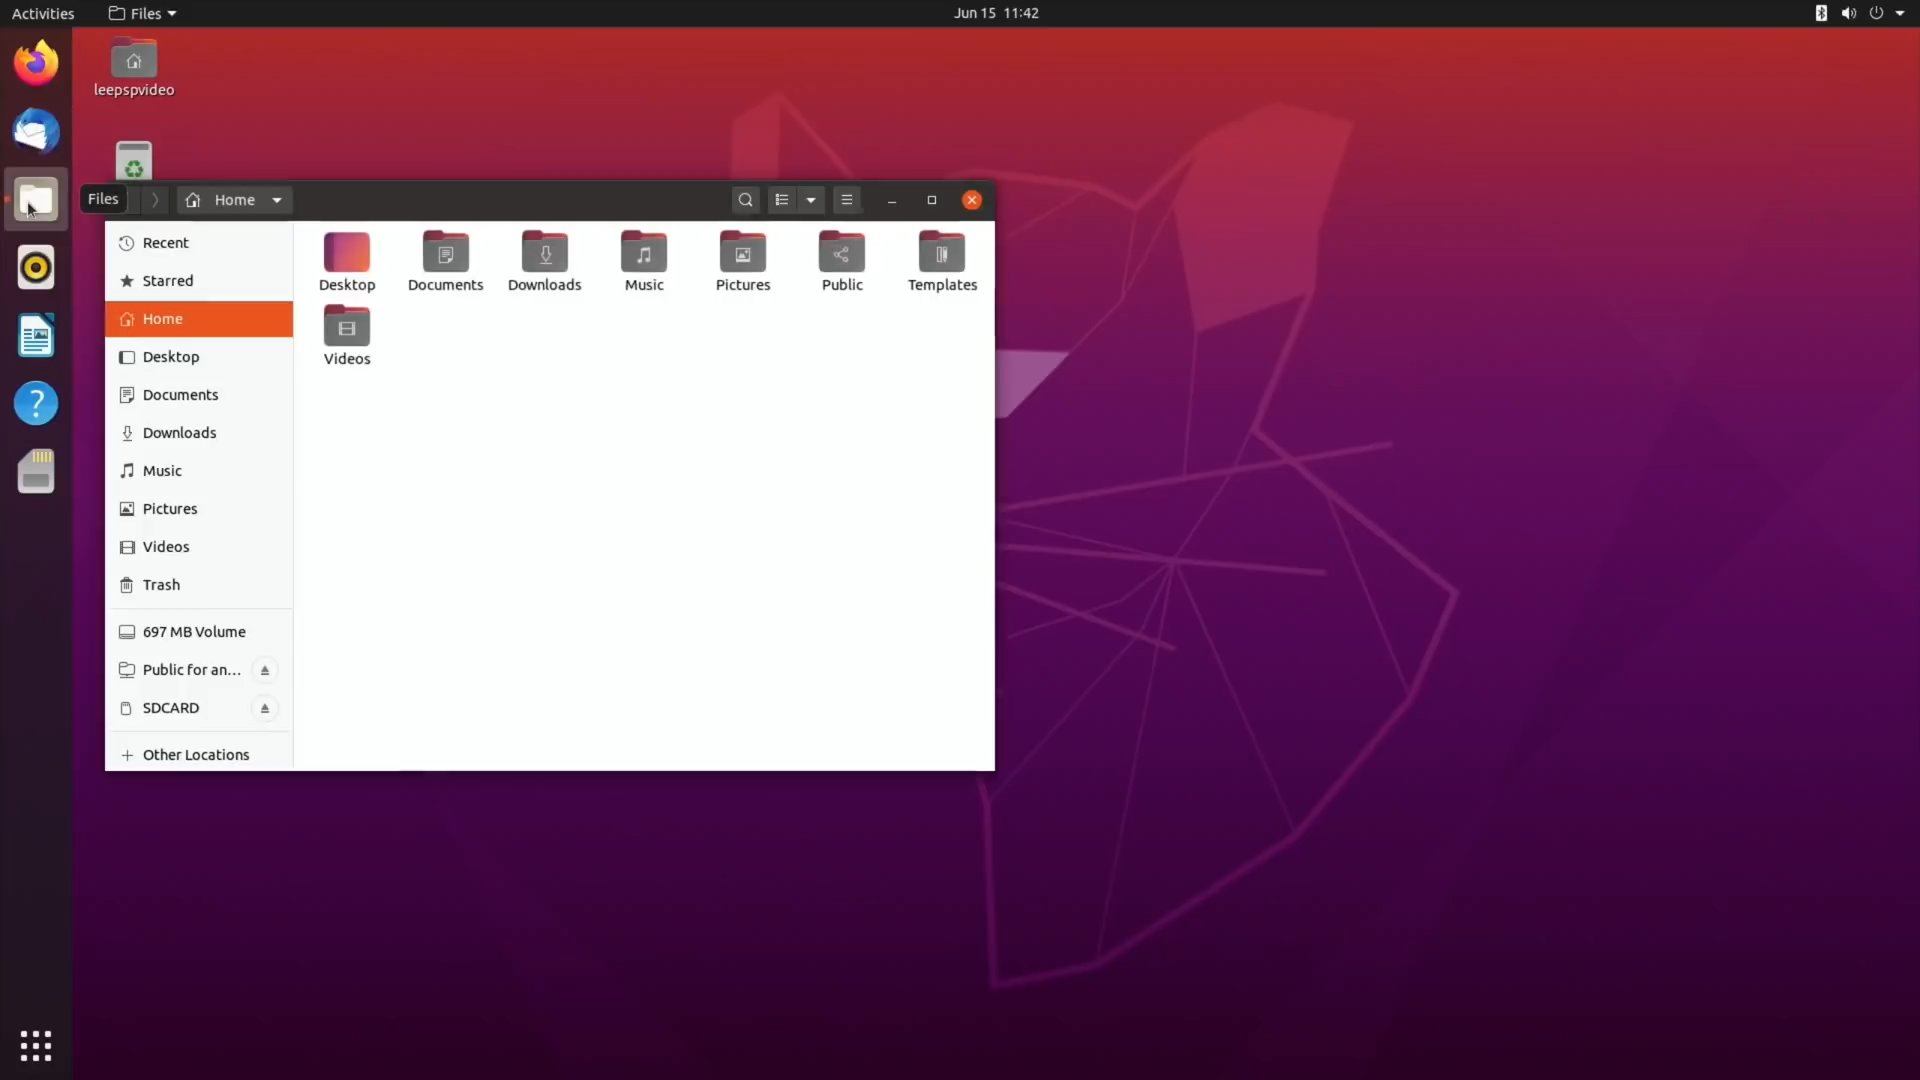 Activities
Files
Jun 15 11:42
leepspvideo
Files
Home
Recent
Starred
Home
Desktop
Documents
Downloads
Music
Pictures
Videos
Trash
697 MB Volume
Public for an…
SDCARD
Other Locations
Desktop
Documents
Downloads
Music
Pictures
Public
Templates
Videos